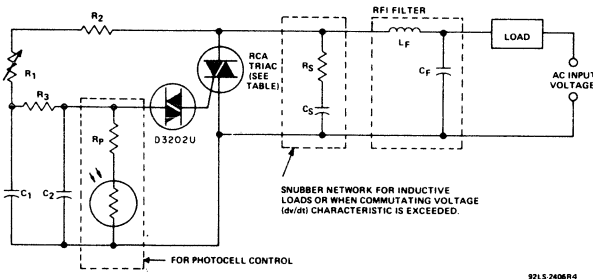 RFI FILTER
R2
LF
LOAD
R1
RCA
TRIAC
(SEE
TABLE)
RS
CF
AC INPUT
VOLTAGE
R3
D3202U
CS
RP
C1
C2
SNUBBER NETWORK FOR INDUCTIVE
LOADS OR WHEN COMMUTATING VOLTAGE
(dv/dt) CHARACTERISTIC IS EXCEEDED.
FOR PHOTOCELL CONTROL
92LS-2406R4